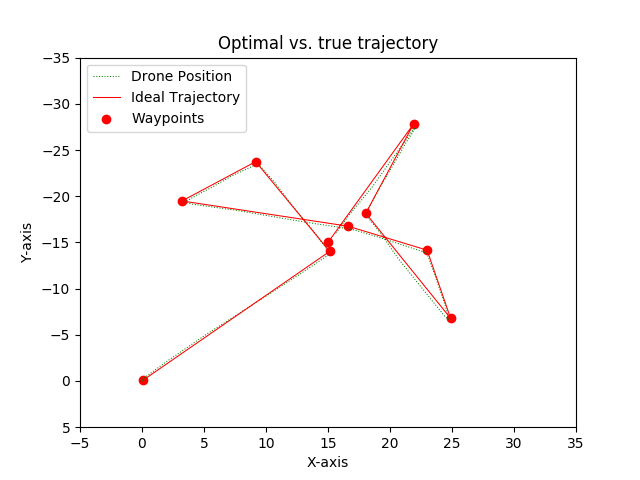 Optimal vs. true trajectory
Drone Position
Ideal Trajectory
Waypoints
Y-axis
−35
−30
−25
−20
−15
−10
−5
0
5
−5 0 5 10 15 20 25 30 35
X-axis